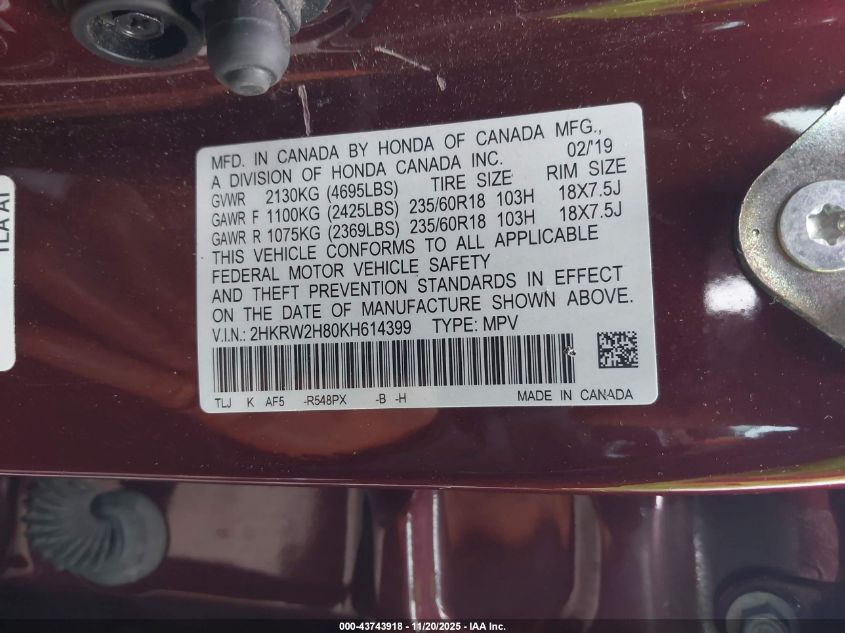 MFD. IN CANADA BY HONDA OF CANADA MFG.,
A DIVISION OF HONDA CANADA INC. 02/'19
GVWR 2130KG (4695LBS) TIRE SIZE RIM SIZE
GAWR F 1100KG (2425LBS) 235/60R18 103H 18X7.5J
GAWR R 1075KG (2369LBS) 235/60R18 103H 18X7.5J
THIS VEHICLE CONFORMS TO ALL APPLICABLE
FEDERAL MOTOR VEHICLE SAFETY
AND THEFT PREVENTION STANDARDS IN EFFECT
ON THE DATE OF MANUFACTURE SHOWN ABOVE.
V.I.N.: 2HKRW2H80KH614399 TYPE: MPV
TLJ K AF5 -R548PX -B -H MADE IN CANADA
000-43743918 - 11/20/2025 - IAA Inc.